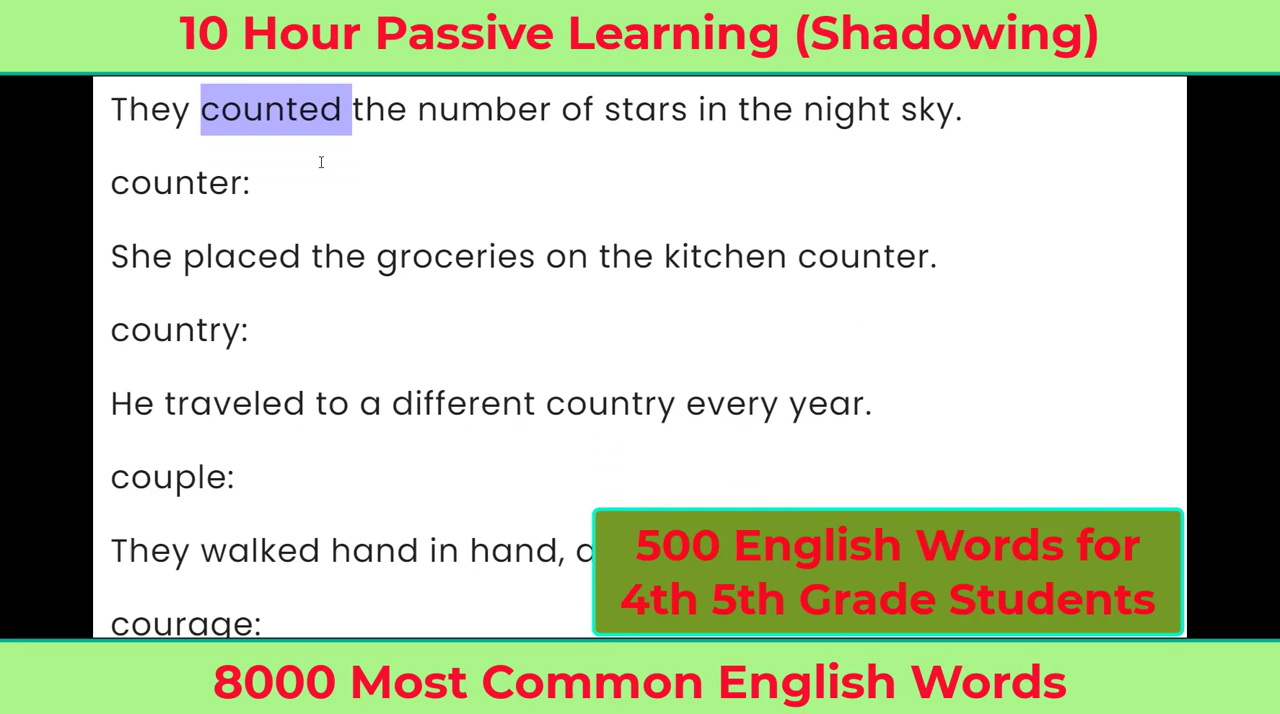 10 Hour Passive Learning (Shadowing)
They counted the number of stars in the night sky.
counter:
She placed the groceries on the kitchen counter.
country:
He traveled to a different country every year.
couple:
They walked hand in hand,
500 English Words for
4th 5th Grade Students
courage:
8000 Most Common English Words